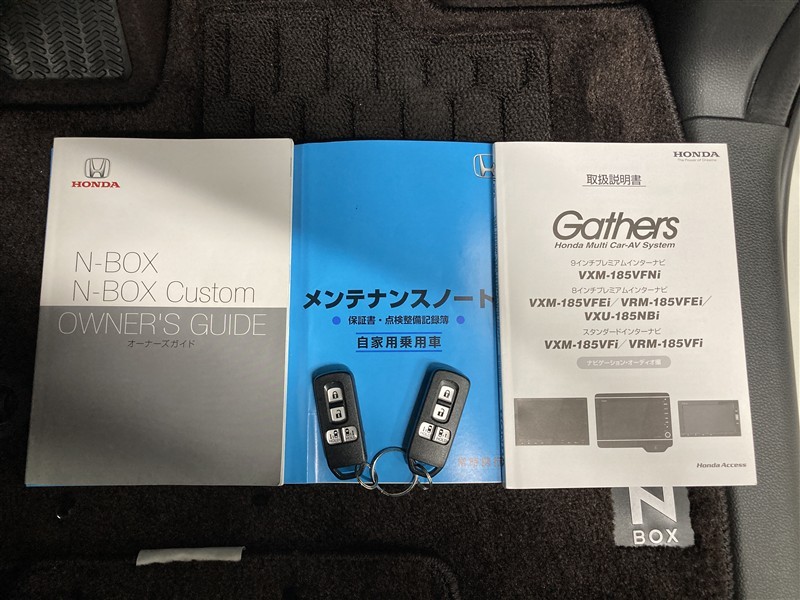 HONDA
N-BOX
N-BOX Custom
OWNER'S GUIDE
オーナーズガイド
メンテナンスノート
保証書・点検整備記録簿
自家用乗用車
HONDA
The Power of Dreams
取扱説明書
Gathers
Honda Multi Car-AV System
9インチプレミアムインターナビ
VXM-185VFNi
8インチプレミアムインターナビ
VXM-185VFEi/VRM-185VFEi/
VXU-185NBi
スタンダードインターナビ
VXM-185VFi/VRM-185VFi
ナビゲーション・オーディオ編
Honda Access
N
BOX